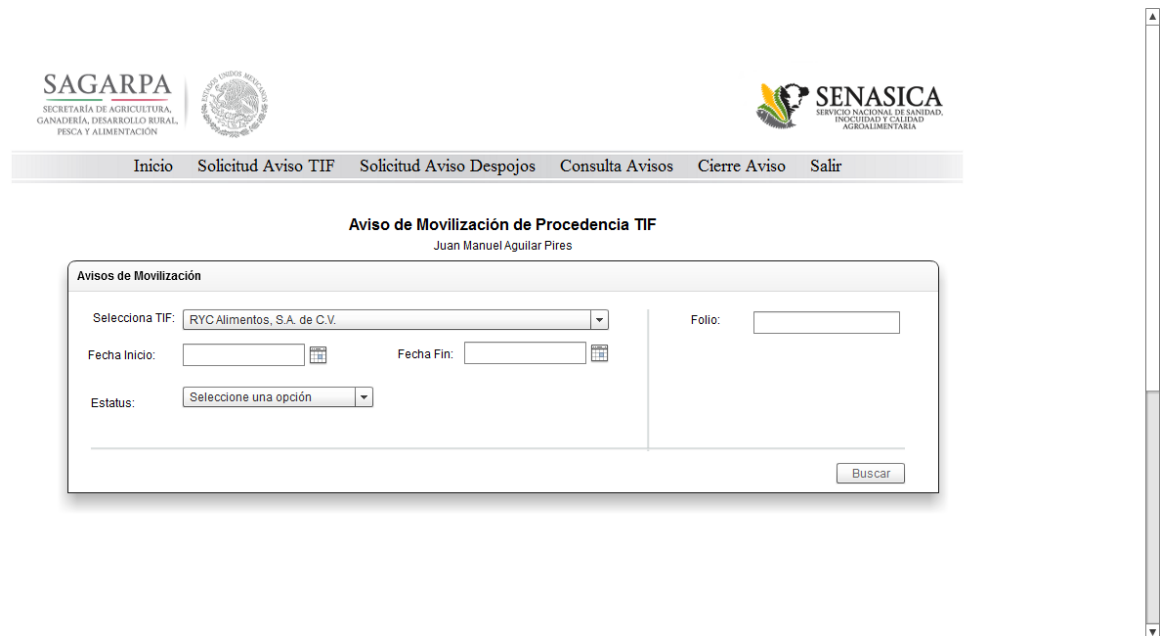 SAGARPA
SECRETARÍA DE AGRICULTURA,
GANADERÍA, DESARROLLO RURAL,
PESCA Y ALIMENTACIÓN
ESTADOS UNIDOS MEXICANOS
SENASICA
SERVICIO NACIONAL DE SANIDAD,
INOCUIDAD Y CALIDAD
AGROALIMENTARIA
Inicio Solicitud Aviso TIF Solicitud Aviso Despojos Consulta Avisos Cierre Aviso Salir
Aviso de Movilización de Procedencia TIF
Juan Manuel Aguilar Pires
Avisos de Movilización
Selecciona TIF: RYC Alimentos, S.A. de C.V. Folio:
Fecha Inicio: Fecha Fin:
Estatus: Seleccione una opción
Buscar